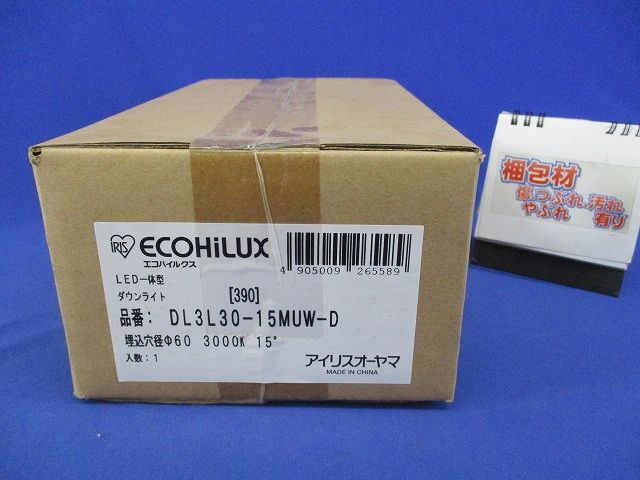 IRIS ECOHiLUX
エコハイルクス
4 905009 265589
LED一体型
ダウンライト
[390]
品番: DL3L30-15MUW-D
埋込穴径Φ60 3000K 15°
入数:1
アイリスオーヤマ
MADE IN CHINA
梱包材
傷.つぶれ.汚れ
やぶれ 有り